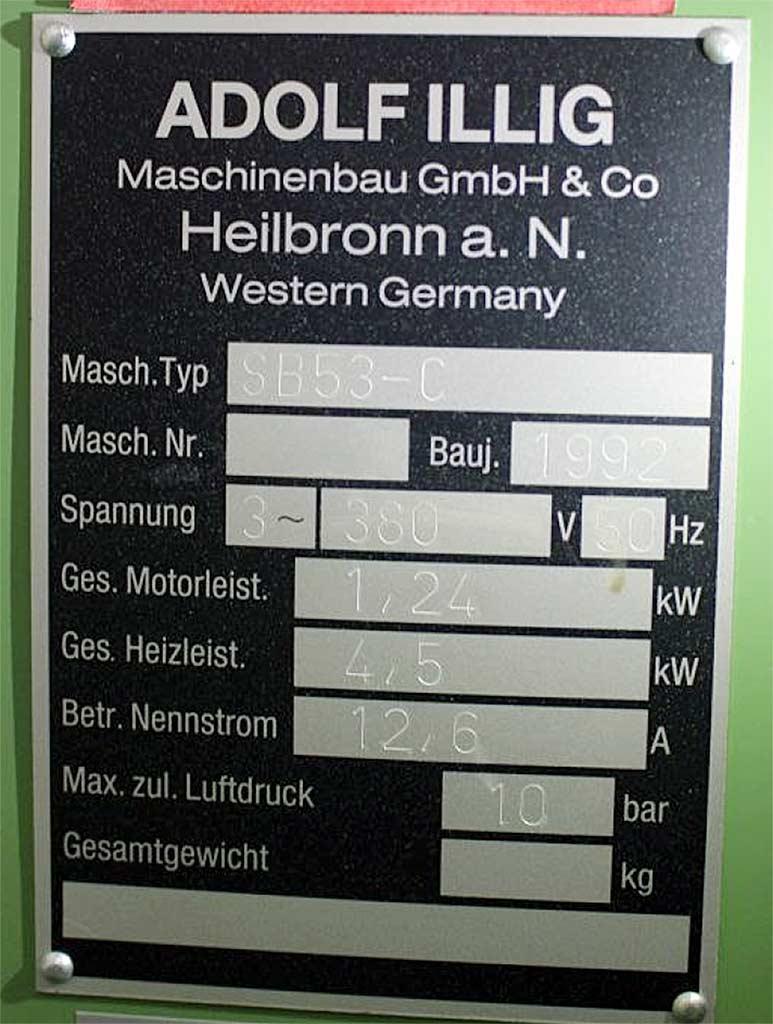 ADOLF ILLIG
Maschinenbau GmbH & Co
Heilbronn a. N.
Western Germany
Masch.Typ SB53-C
Masch. Nr. Bauj. 1992
Spannung 3~ 380 V 50 Hz
Ges. Motorleist. 1,24 kW
Ges. Heizleist. 4,5 kW
Betr. Nennstrom 12,6 A
Max. zul. Luftdruck 10 bar
Gesamtgewicht kg